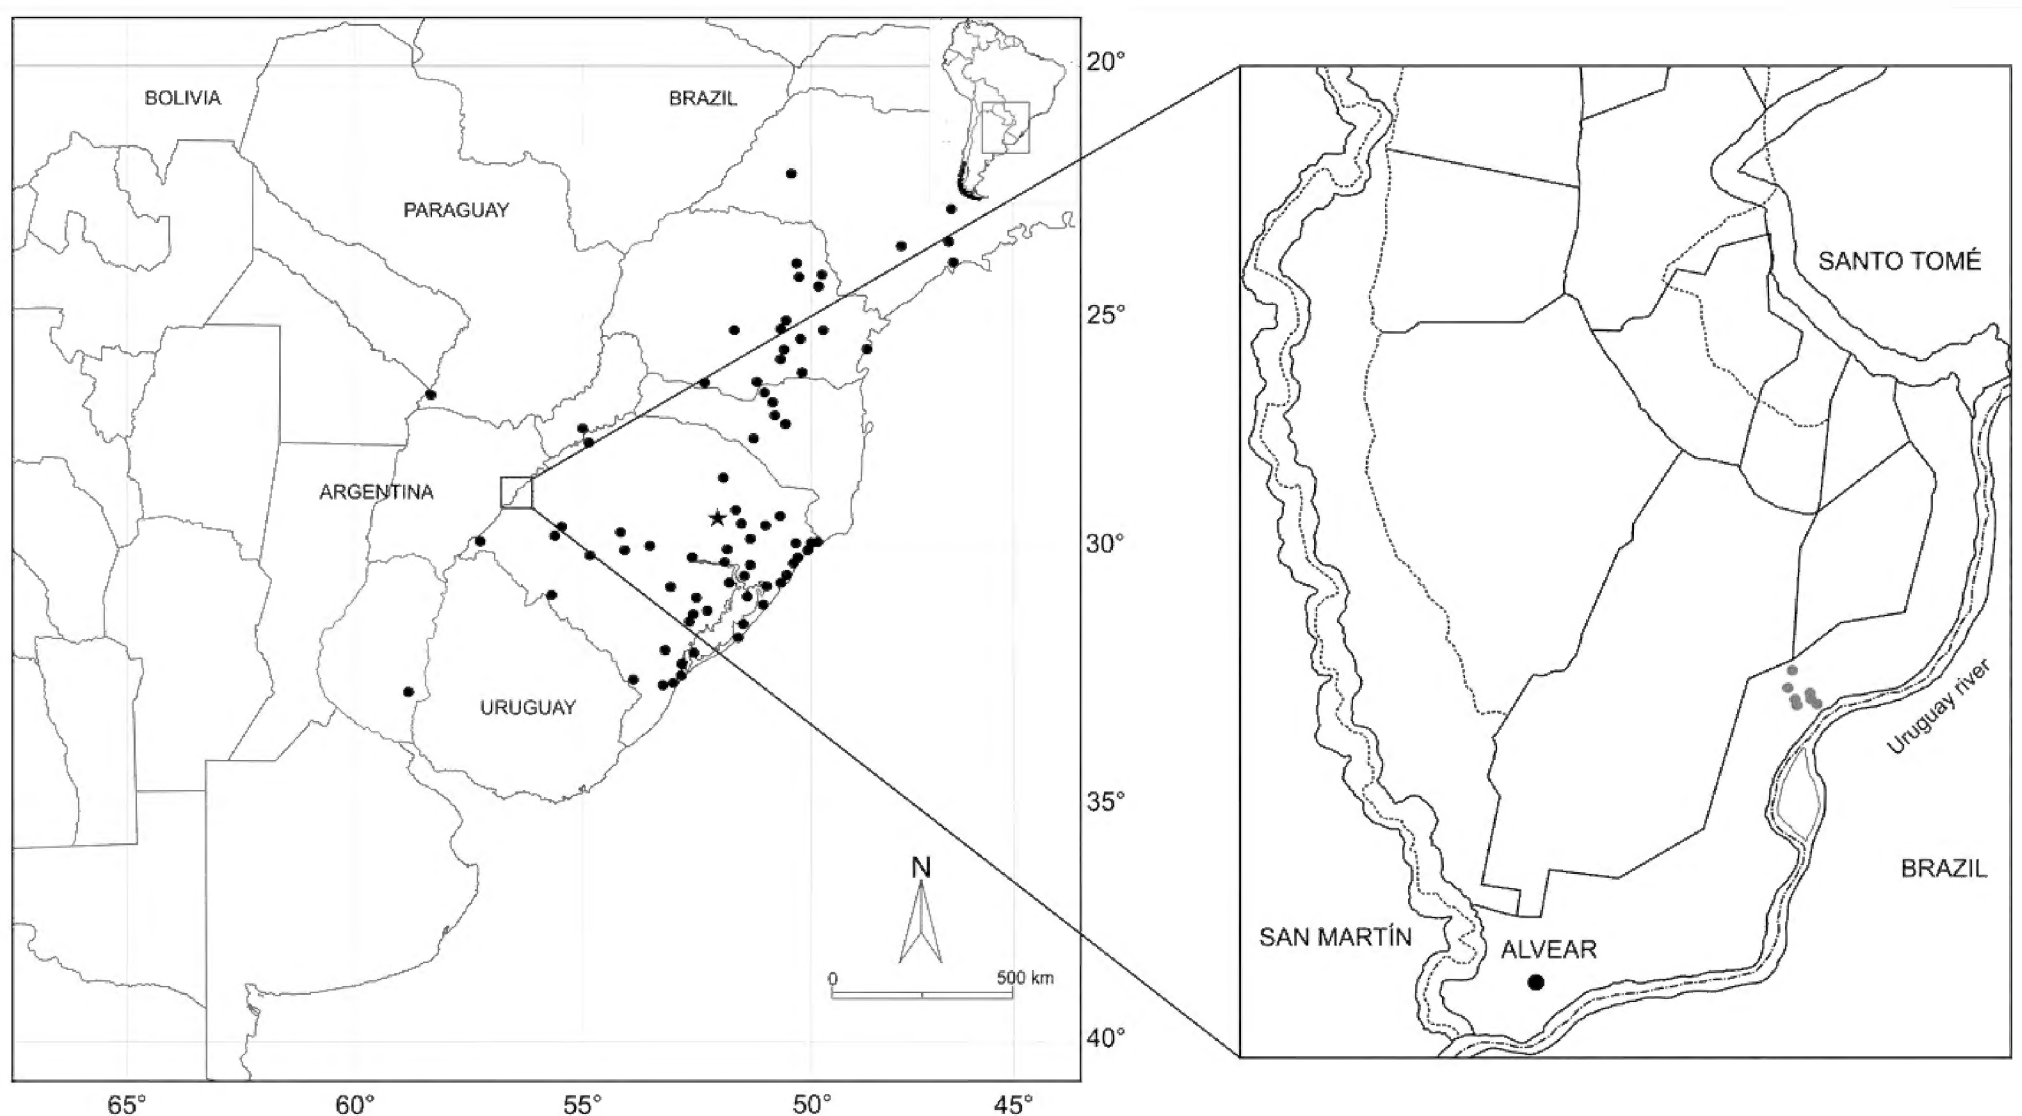 BOLIVIA
BRAZIL
PARAGUAY
ARGENTINA
URUGUAY
N
0
500 km
20°
25°
30°
35°
40°
65°
60°
55°
50°
45°
SANTO TOMÉ
Uruguay river
BRAZIL
SAN MARTÍN
ALVEAR